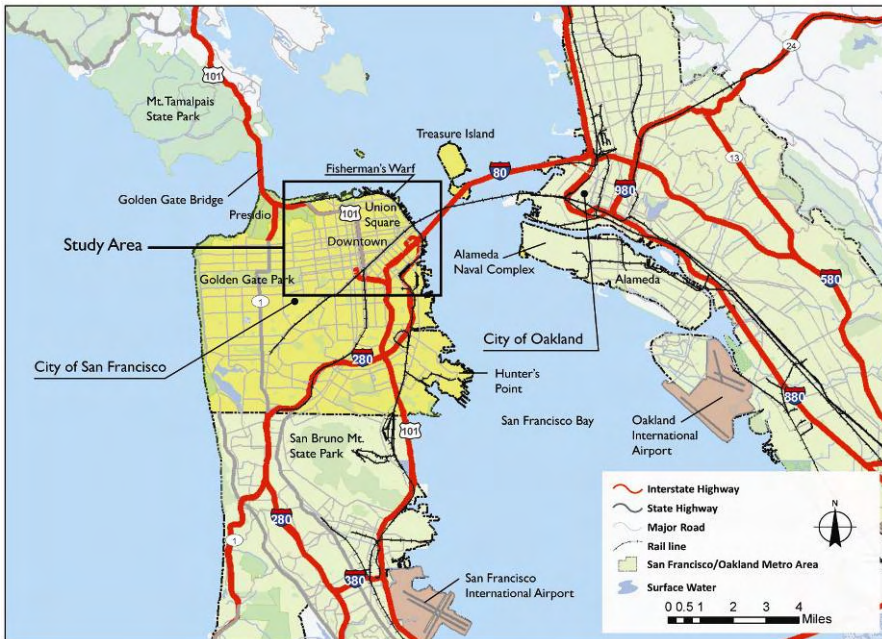 101
Mt. Tamalpais
State Park
24
Treasure Island
Fisherman's Warf
80
13
980
Golden Gate Bridge
Presidio
101
Union
Square
Study Area
Downtown
Alameda
Naval Complex
Alameda
580
Golden Gate Park
1
City of San Francisco
280
City of Oakland
Hunter's
Point
880
101
San Francisco Bay
Oakland
International
Airport
San Bruno Mt.
State Park
280
1
380
San Francisco
International Airport
Interstate Highway
State Highway
Major Road
Rail line
San Francisco/Oakland Metro Area
Surface Water
N
0 0.5 1 2 3 4
Miles